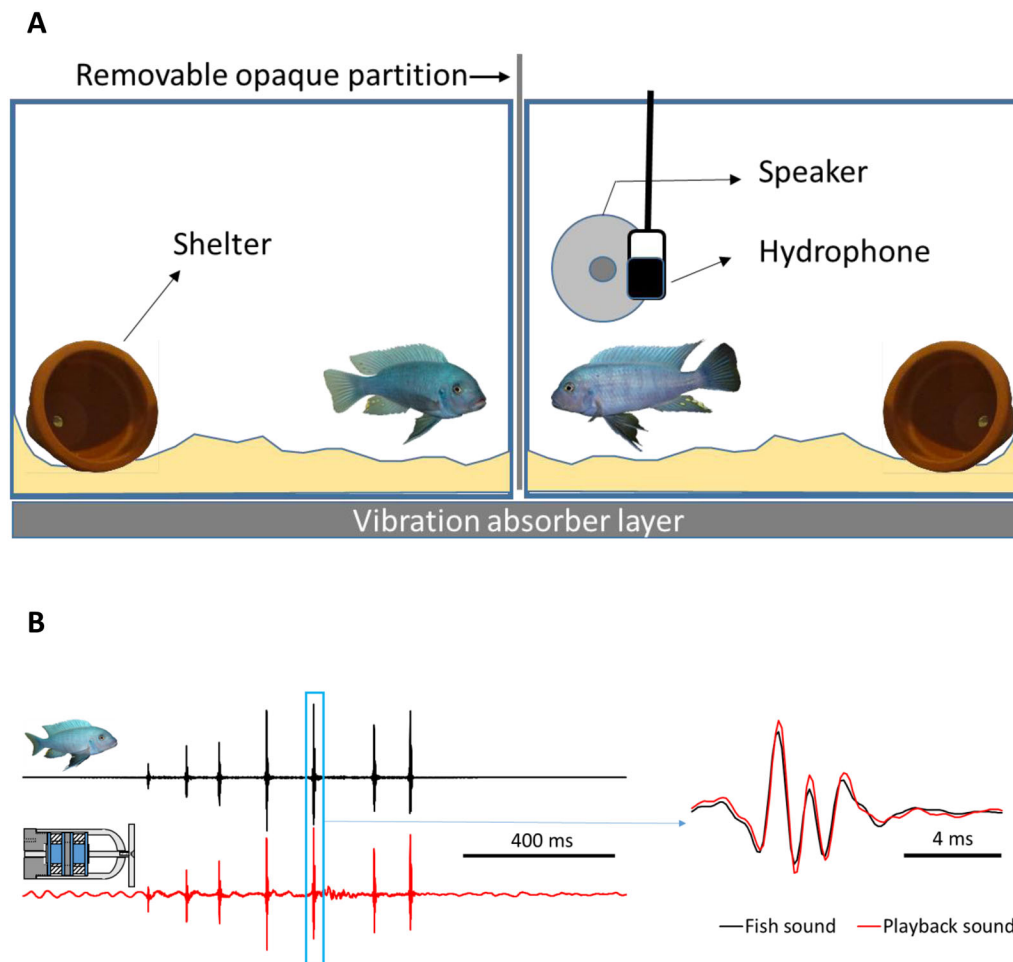 A
Removable opaque partition
Speaker
Shelter
Hydrophone
Vibration absorber layer
B
400 ms
4 ms
Fish sound
Playback sound